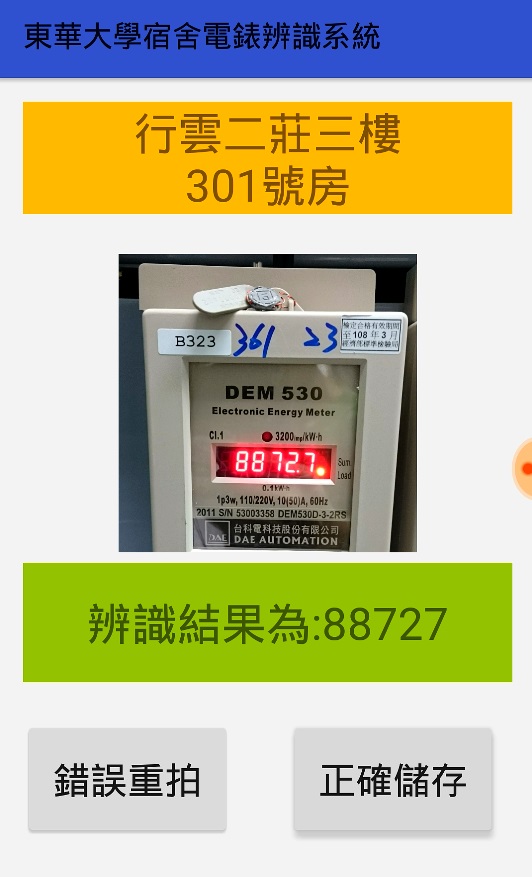 東華大學宿舍電錶辨識系統
行雲二莊三樓
301號房
B323 361 23
檢定合格有效期間
至108年3月
經濟部標準檢驗局
DEM 530
Electronic Energy Meter
Cl.1 3200imp/kW·h
8872.7.
Sum
Load
0.1kW·h
1p3w, 110/220V, 10(50)A, 60Hz
2011 S/N 53003358 DEM530D-3-2RS
DAE 台科電科技股份有限公司
DAE AUTOMATION
辨識結果為:88727
錯誤重拍 正確儲存